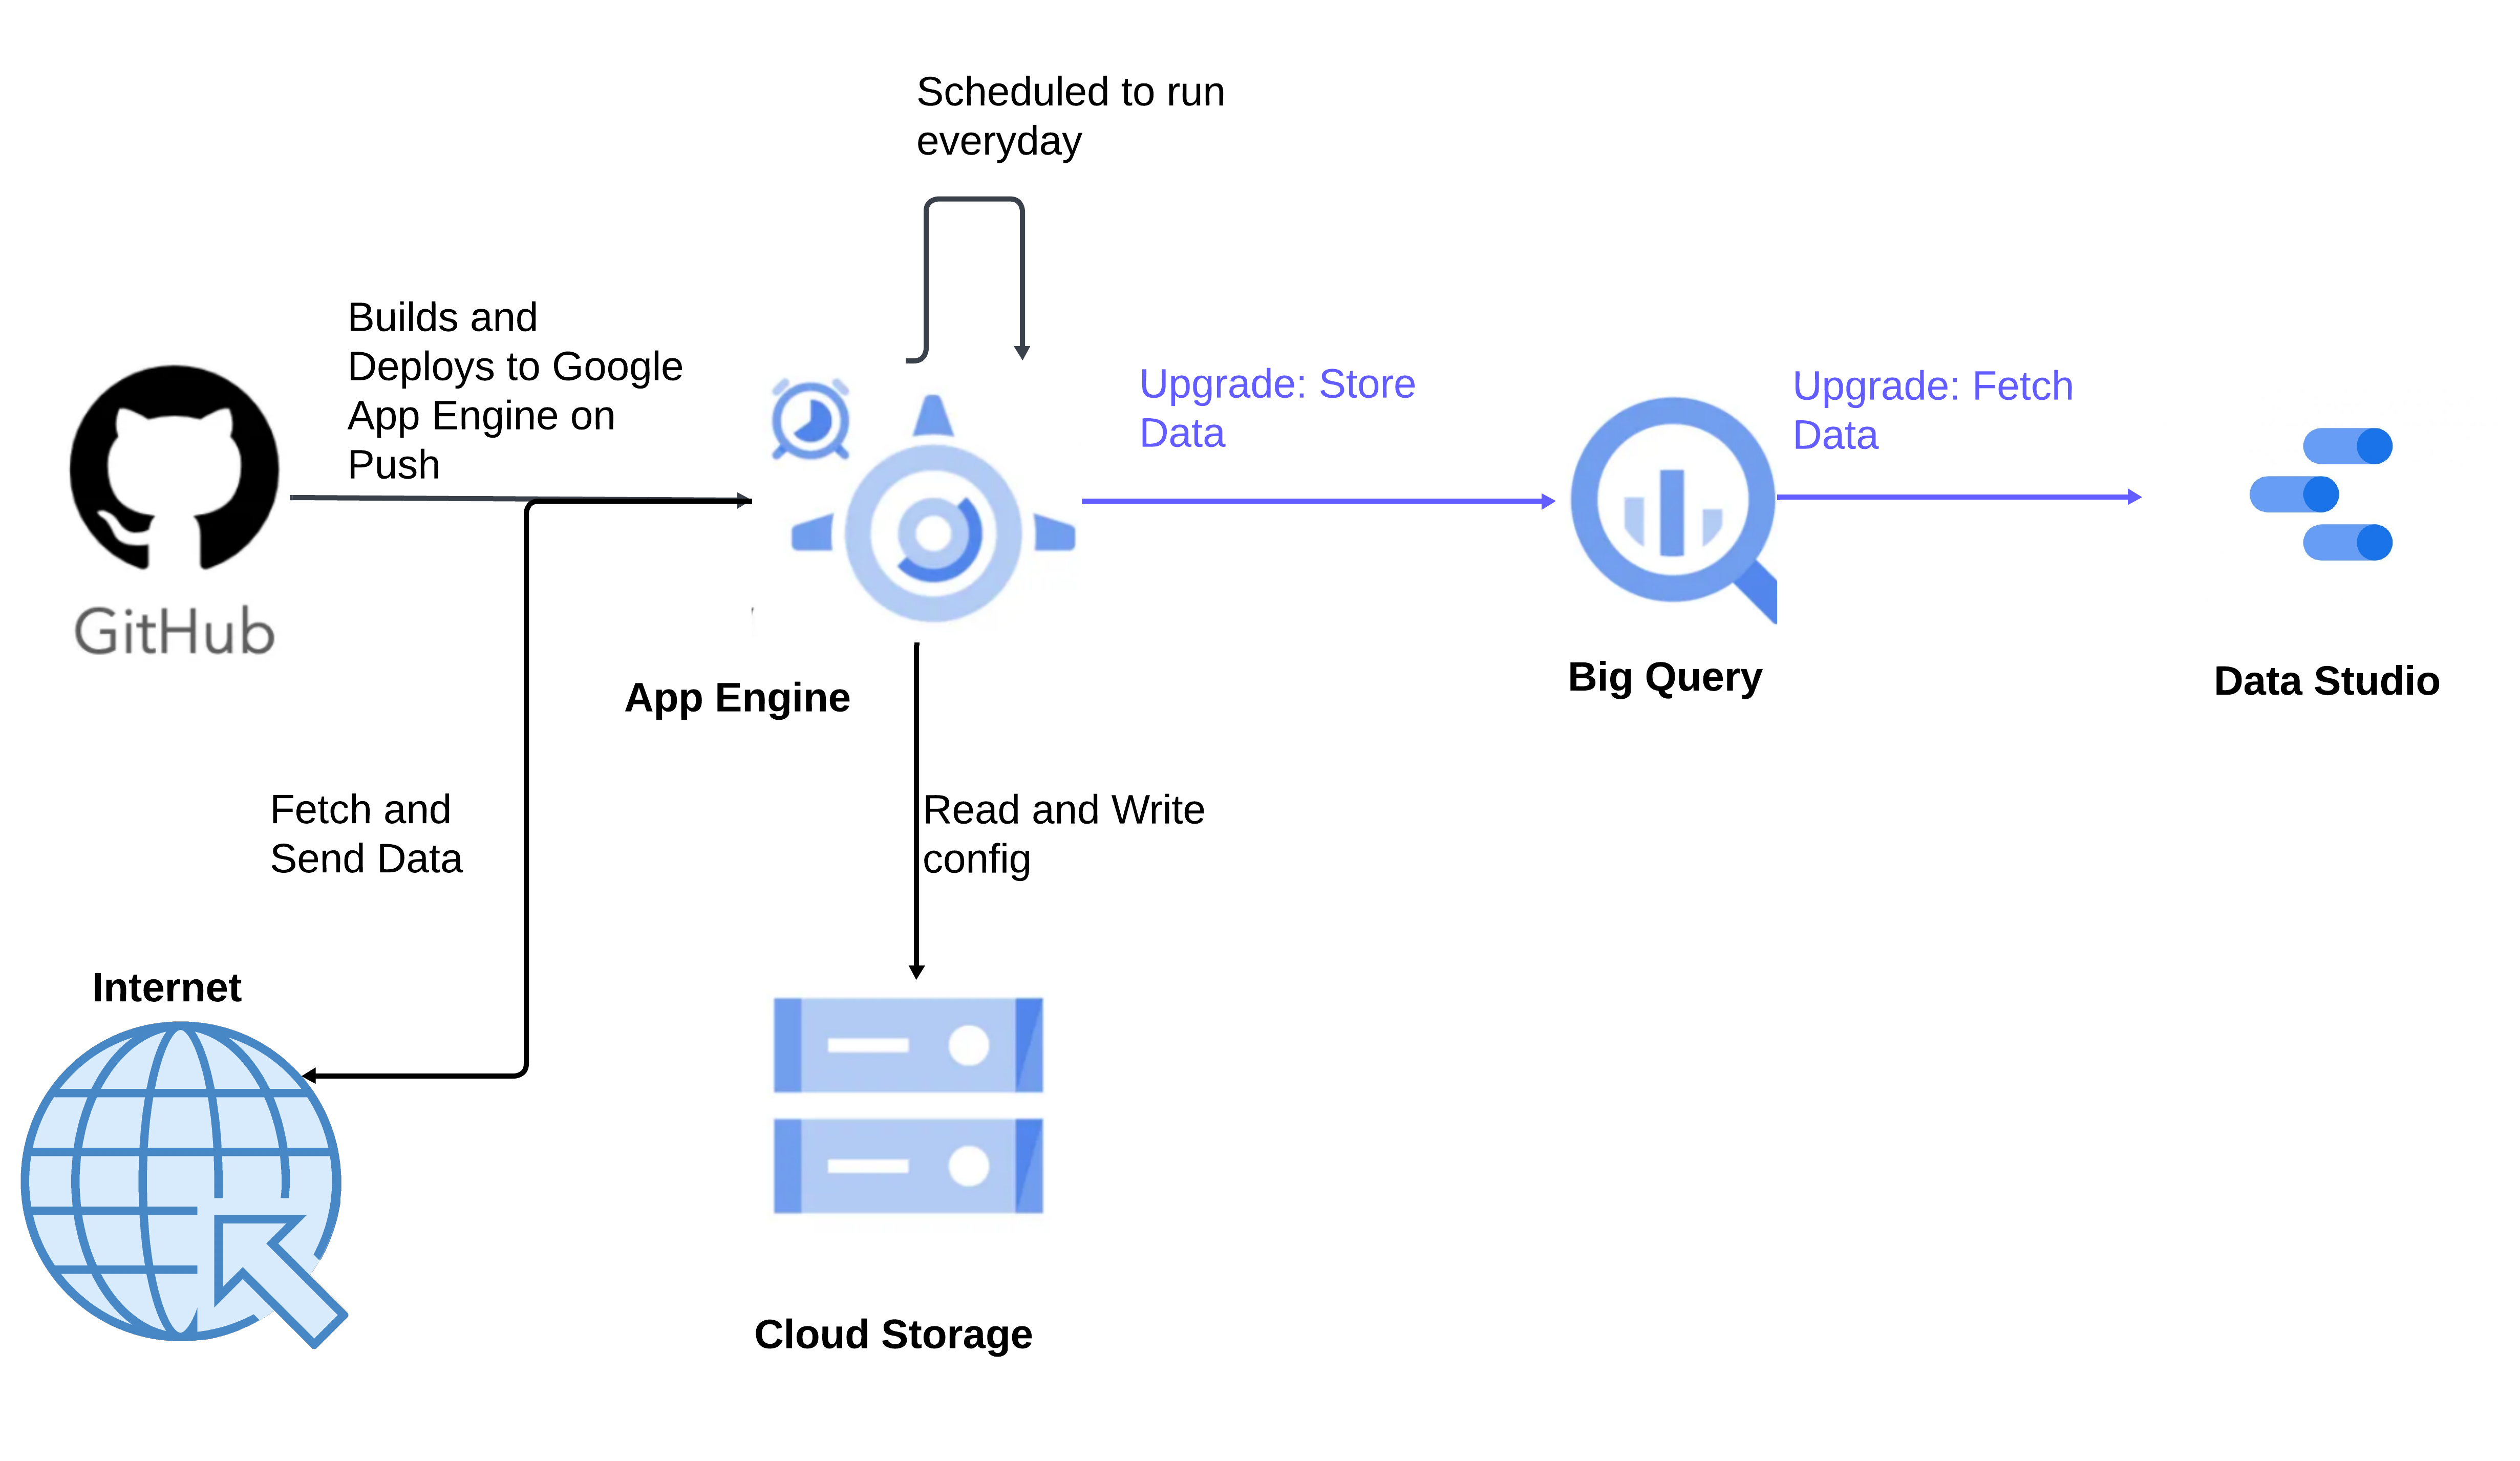 Scheduled to run
everyday
Builds and
Deploys to Google
App Engine on
Push
Upgrade: Store
Data
Upgrade: Fetch
Data
GitHub
App Engine
Big Query
Data Studio
Fetch and
Send Data
Read and Write
config
Internet
Cloud Storage